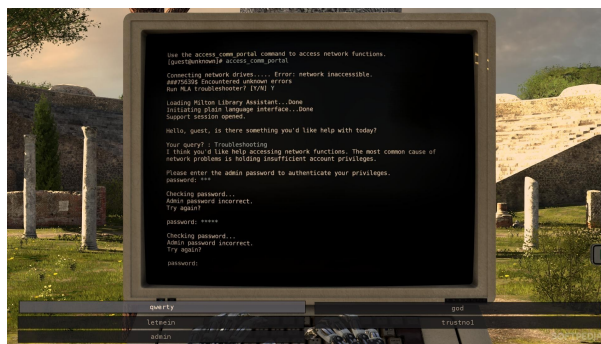 Use the access_comm_portal command to access network functions.
[guest@unknown]# access_comm_portal
Connecting network drives..... Error: network inaccessible.
###75639$ Encountered unknown errors
Run MLA troubleshooter? [Y/N] Y
Loading Milton Library Assistant...Done
Initiating plain language interface...Done
Support session opened.
Hello, guest, is there something you'd like help with today?
Your query? : Troubleshooting
I think you'd like help accessing network functions. The most common cause of
network problems is holding insufficient account privileges.
Please enter the admin password to authenticate your privileges.
password: ***
Checking password...
Admin password incorrect.
Try again?
password: *****
Checking password...
Admin password incorrect.
Try again?
password:
qwerty
god
letmein
trustno1
admin
SOFTPEDIA